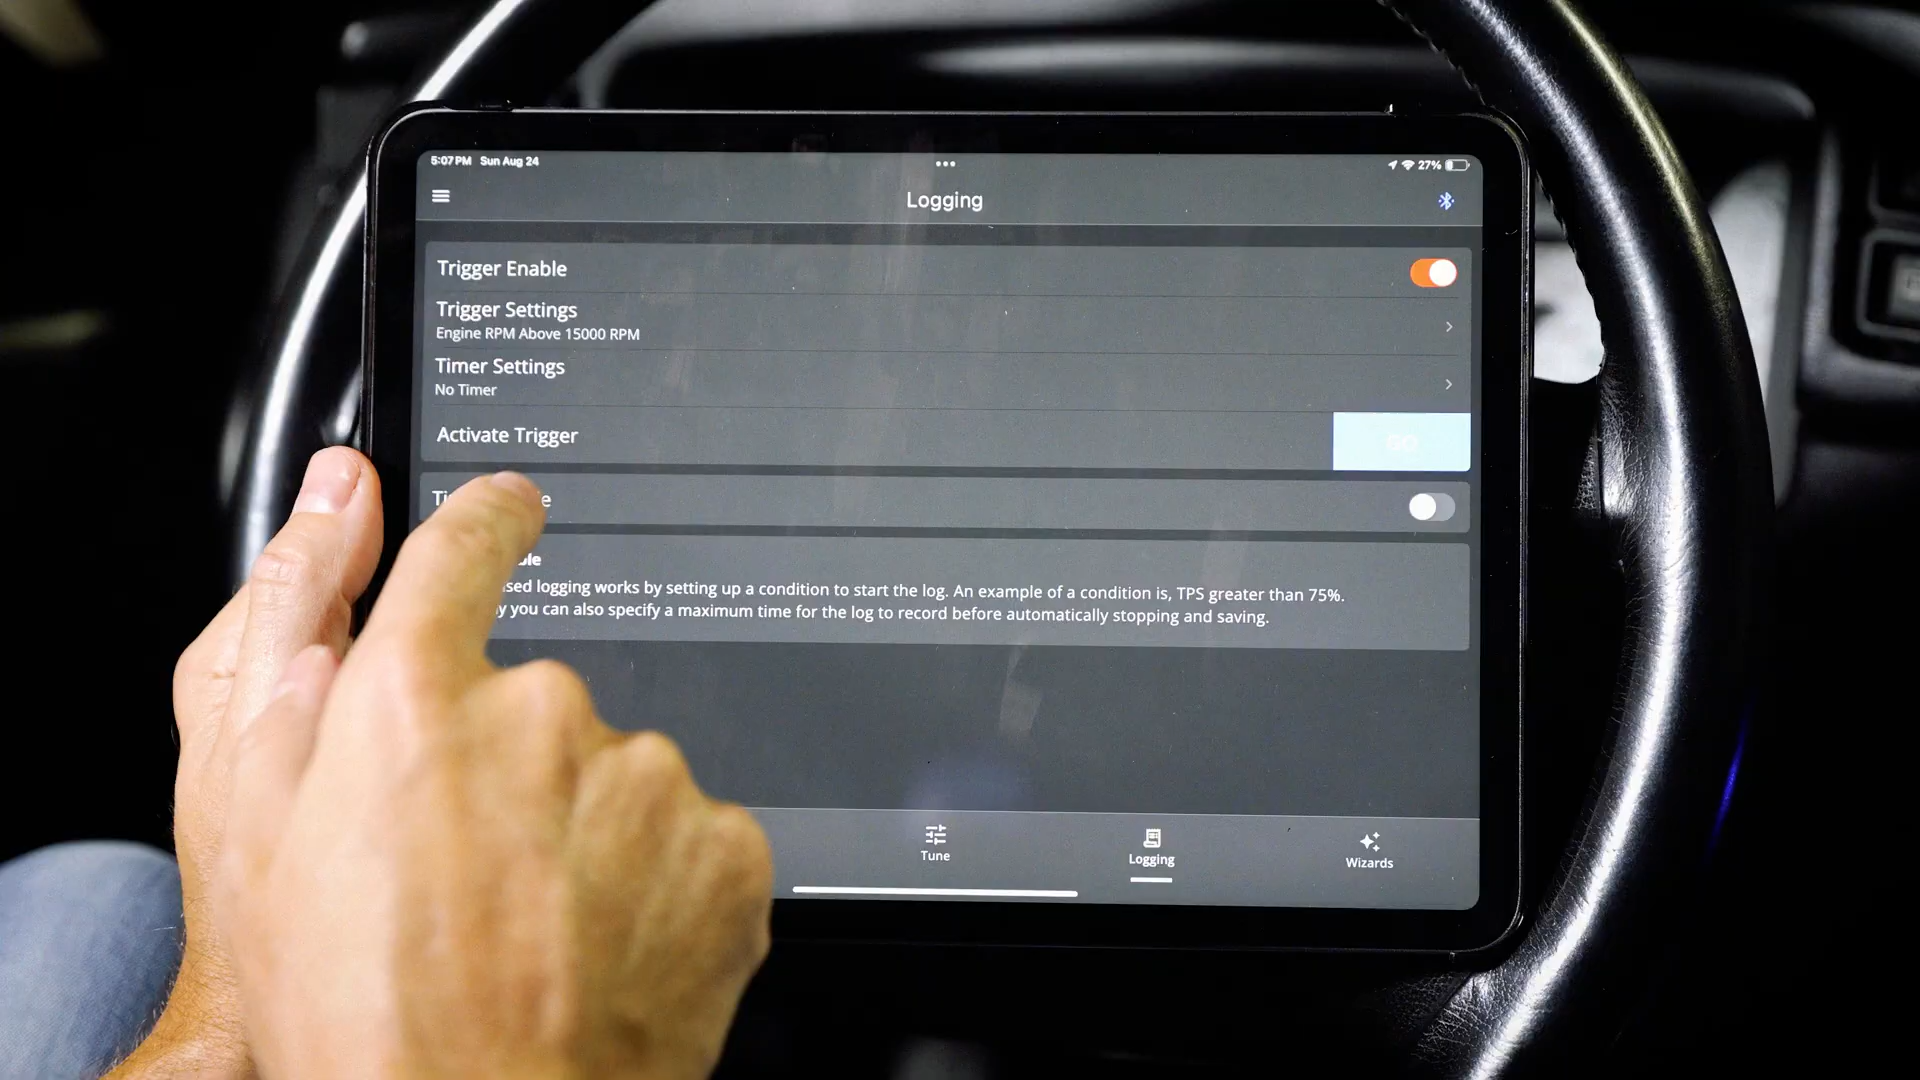 5:07 PM Sun Aug 24
27%
Logging
Trigger Enable
Trigger Settings
Engine RPM Above 15000 RPM
Timer Settings
No Timer
Activate Trigger
GO
logging works by setting up a condition to start the log. An example of a condition is, TPS greater than 75%.
you can also specify a maximum time for the log to record before automatically stopping and saving.
Tune
Logging
Wizards